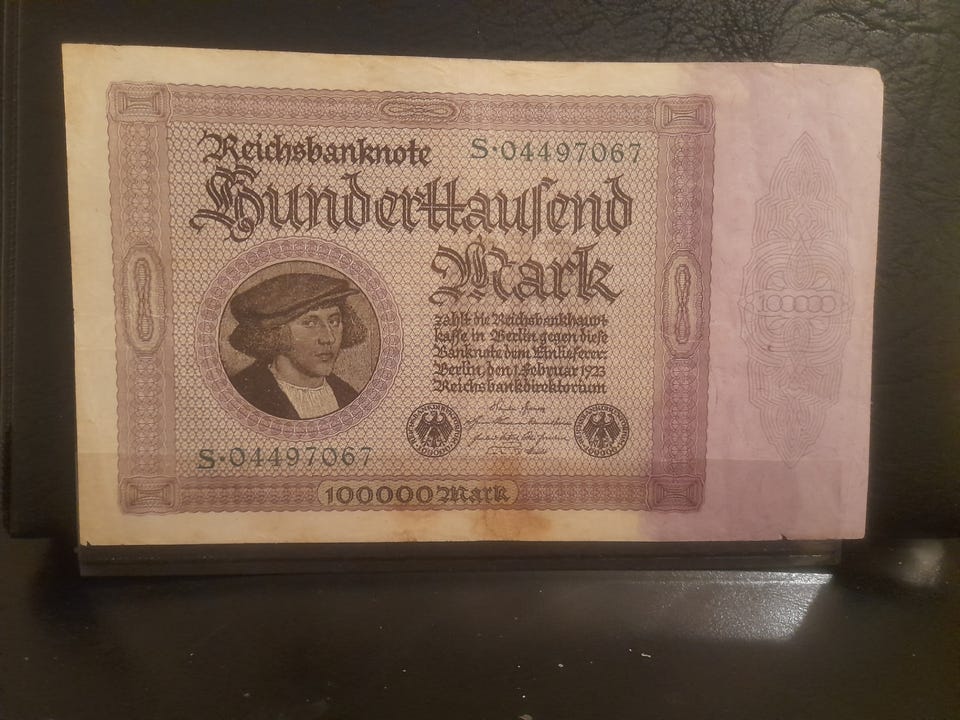 Reichsbanknote
S·04497067
Hunderttausend
Mark
zahlt die Reichsbankhaupt-
kasse in Berlin gegen diese
Banknote dem Einlieferer.
Berlin, den 1. Februar 1923
Reichsbankdirektorium
S·04497067
100000 Mark
100000